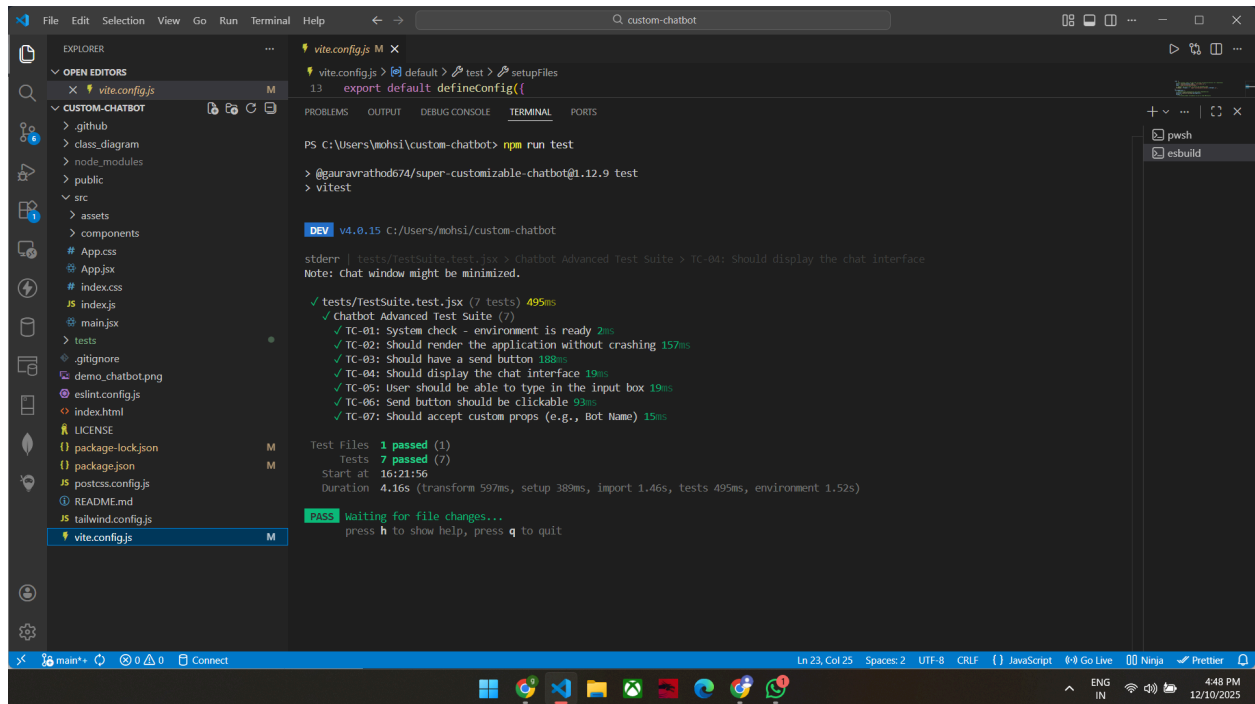 File Edit Selection View Go Run Terminal Help
custom-chatbot
EXPLORER
OPEN EDITORS
vite.config.js M
CUSTOM-CHATBOT
.github
class_diagram
node_modules
public
src
assets
components
# App.css
App.jsx
# index.css
JS index.js
main.jsx
tests
.gitignore
demo_chatbot.png
eslint.config.js
index.html
LICENSE
{} package-lock.json M
{} package.json M
JS postcss.config.js
README.md
JS tailwind.config.js
vite.config.js M
6
1
vite.config.js M
vite.config.js > default > test > setupFiles
13 export default defineConfig({
PROBLEMS OUTPUT DEBUG CONSOLE TERMINAL PORTS
pwsh
esbuild
PS C:\Users\mohsi\custom-chatbot> npm run test
> @gauravrathod674/super-customizable-chatbot@1.12.9 test
> vitest
DEV v4.0.15 C:/Users/mohsi/custom-chatbot
stderr | tests/TestSuite.test.jsx > Chatbot Advanced Test Suite > TC-04: Should display the chat interface
Note: Chat window might be minimized.
✓ tests/TestSuite.test.jsx (7 tests) 495ms
✓ Chatbot Advanced Test Suite (7)
✓ TC-01: System check - environment is ready 2ms
✓ TC-02: Should render the application without crashing 157ms
✓ TC-03: Should have a send button 188ms
✓ TC-04: Should display the chat interface 19ms
✓ TC-05: User should be able to type in the input box 19ms
✓ TC-06: Send button should be clickable 93ms
✓ TC-07: Should accept custom props (e.g., Bot Name) 15ms
Test Files 1 passed (1)
Tests 7 passed (7)
Start at 16:21:56
Duration 4.16s (transform 597ms, setup 389ms, import 1.46s, tests 495ms, environment 1.52s)
PASS Waiting for file changes...
press h to show help, press q to quit
main*+ 0 0 Connect
Ln 23, Col 25 Spaces: 2 UTF-8 CRLF {} JavaScript Go Live Ninja Prettier
ENG
IN
4:48 PM
12/10/2025